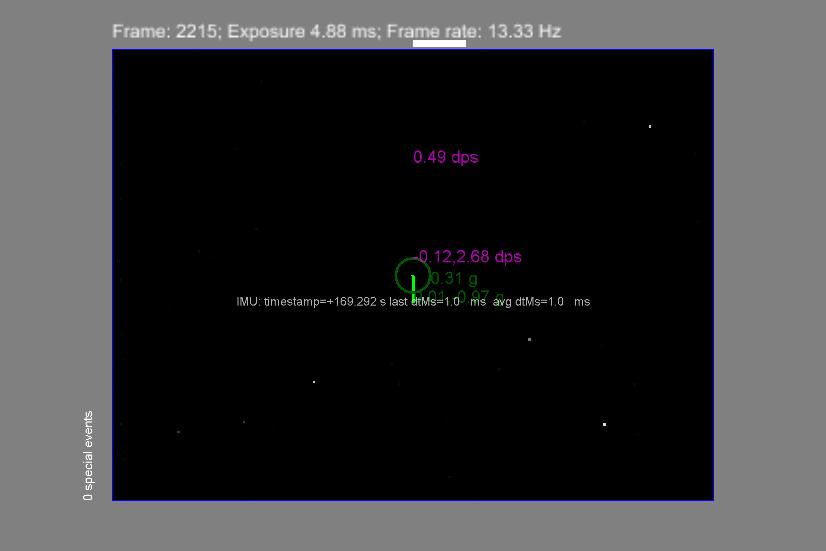 Frame: 2215; Exposure 4.88 ms; Frame rate: 13.33 Hz
0.49 dps
-0.12,2.68 dps
0.31 g
0.97 g
IMU: timestamp=+169.292 s last dtMs=1.0 ms avg dtMs=1.0 ms
0 special events